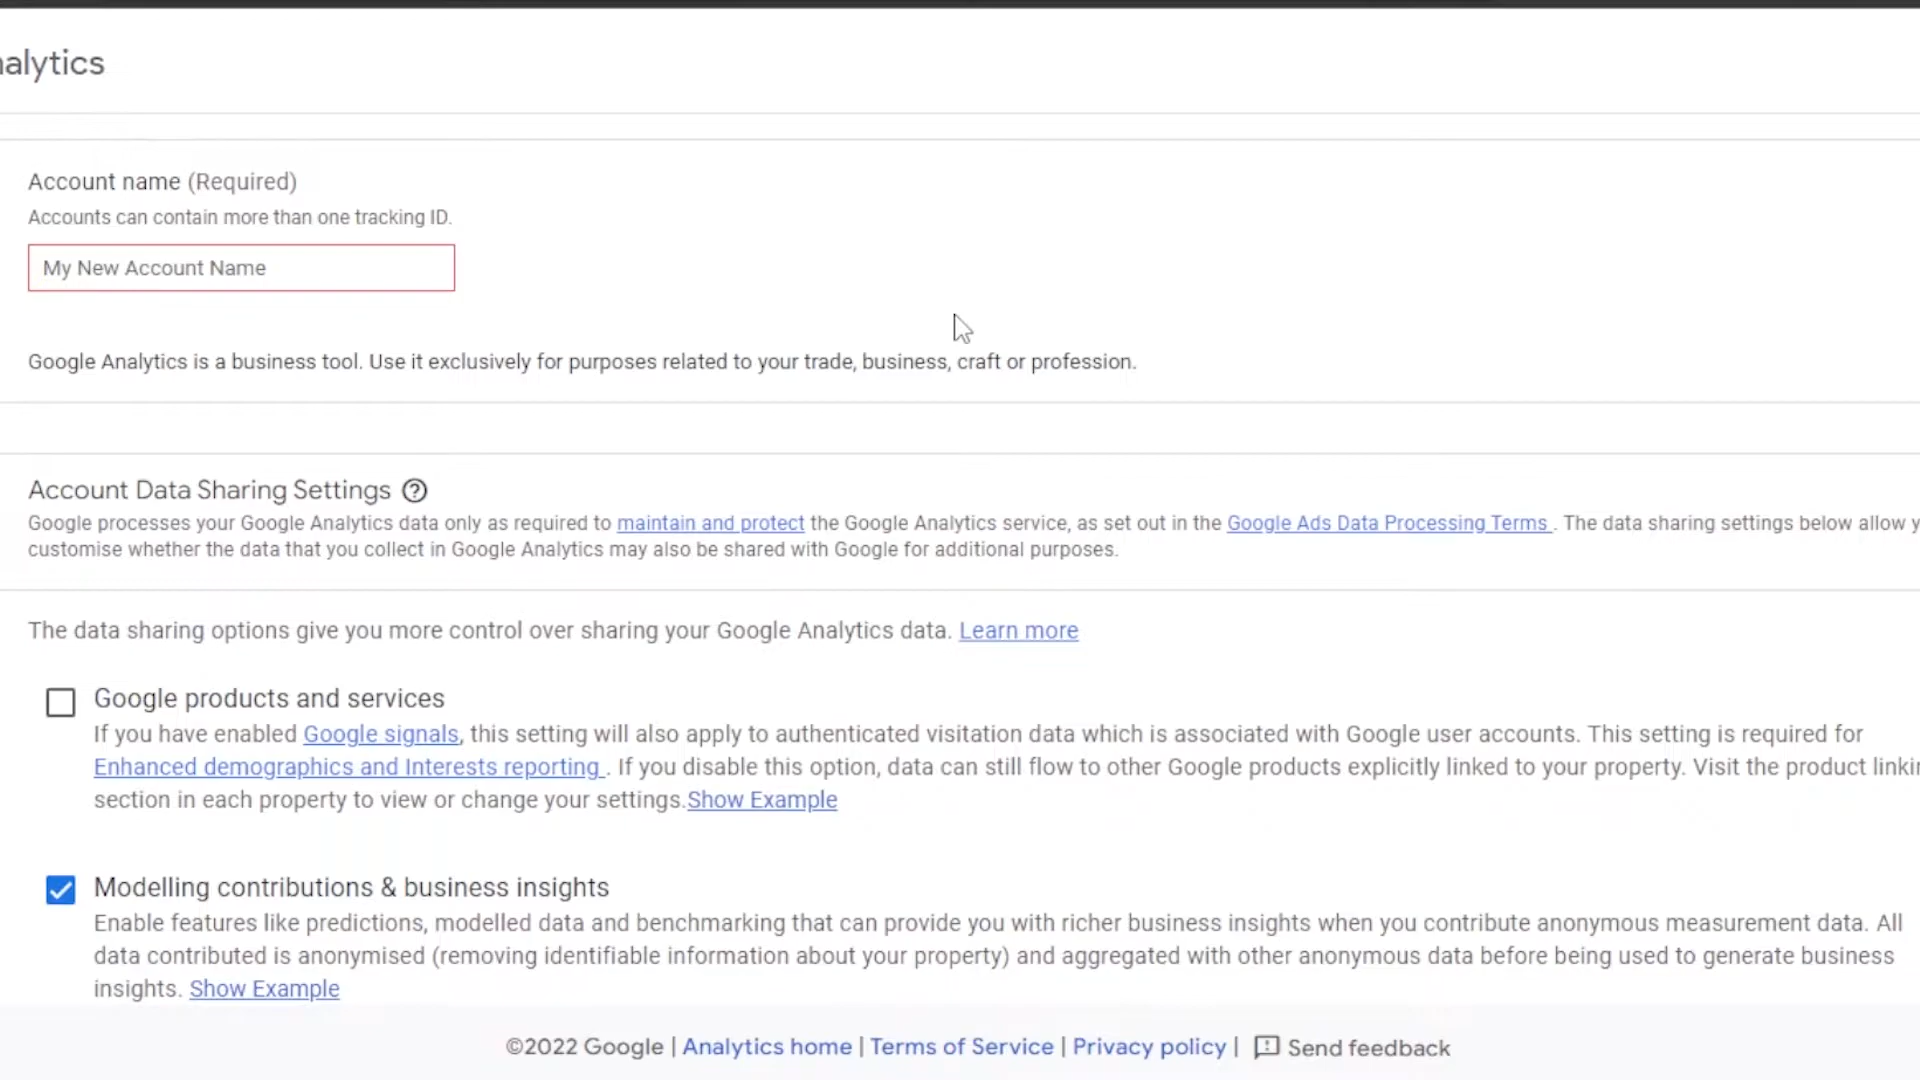 nalytics
Account name (Required)
Accounts can contain more than one tracking ID.
My New Account Name
Google Analytics is a business tool. Use it exclusively for purposes related to your trade, business, craft or profession.
Account Data Sharing Settings ?
Google processes your Google Analytics data only as required to maintain and protect the Google Analytics service, as set out in the Google Ads Data Processing Terms . The data sharing settings below allow y
customise whether the data that you collect in Google Analytics may also be shared with Google for additional purposes.
The data sharing options give you more control over sharing your Google Analytics data. Learn more
Google products and services
If you have enabled Google signals, this setting will also apply to authenticated visitation data which is associated with Google user accounts. This setting is required for
Enhanced demographics and Interests reporting . If you disable this option, data can still flow to other Google products explicitly linked to your property. Visit the product linkin
section in each property to view or change your settings.Show Example
Modelling contributions & business insights
Enable features like predictions, modelled data and benchmarking that can provide you with richer business insights when you contribute anonymous measurement data. All
data contributed is anonymised (removing identifiable information about your property) and aggregated with other anonymous data before being used to generate business
insights. Show Example
©2022 Google | Analytics home | Terms of Service | Privacy policy | Send feedback